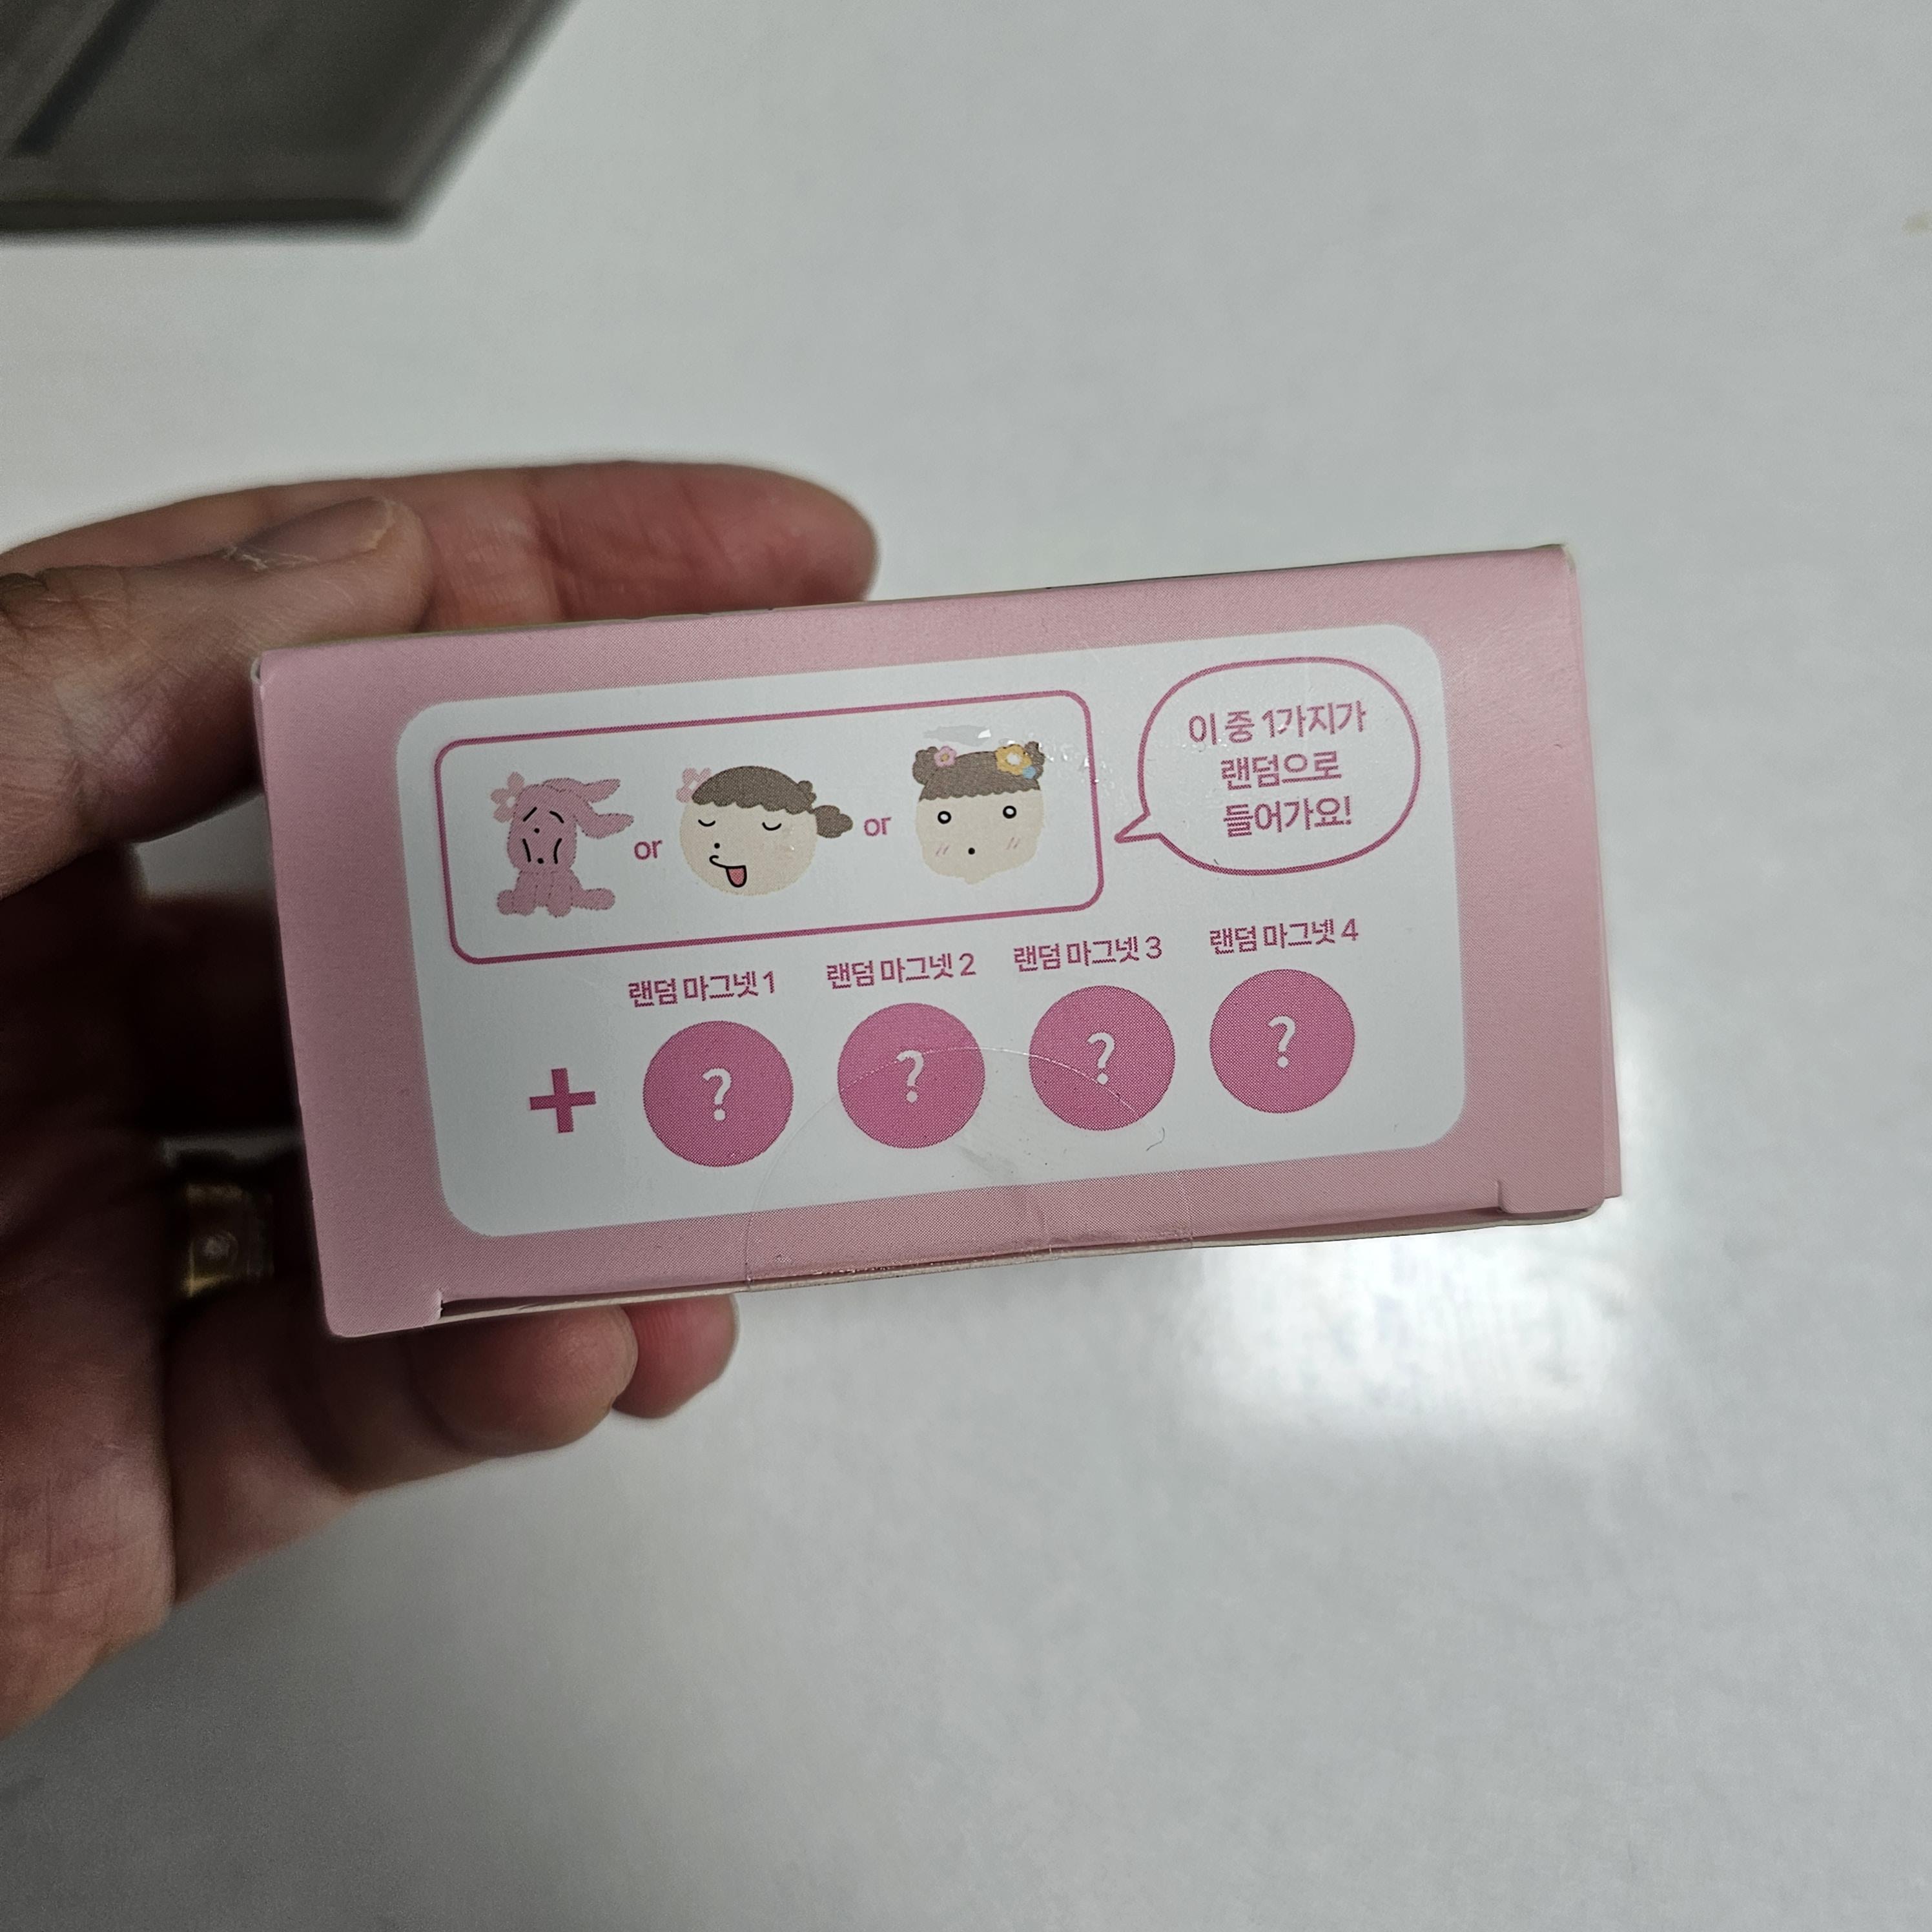 or
or
이 중 1가지가
랜덤으로
들어가요!
랜덤 마그넷 1
랜덤 마그넷 2
랜덤 마그넷 3
랜덤 마그넷 4
+
?
?
?
?